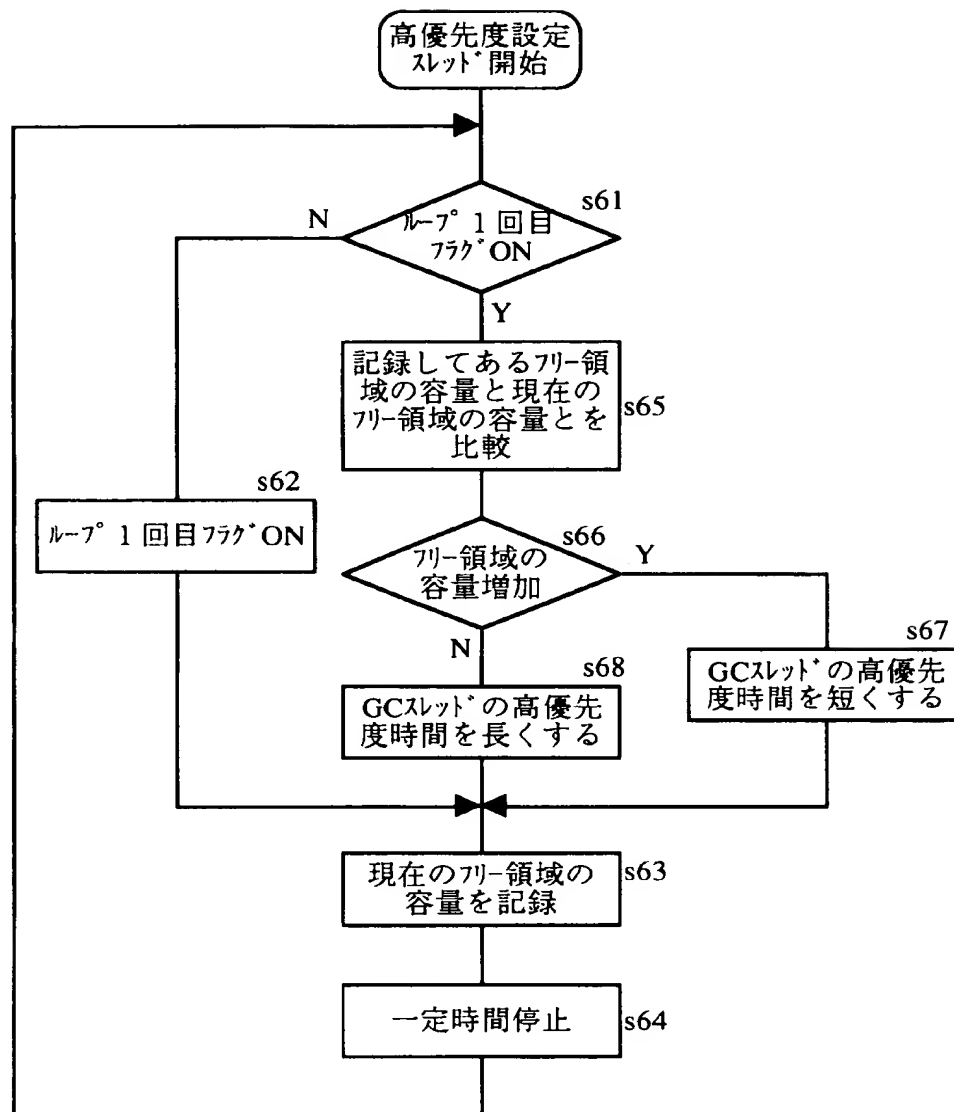 高優先度設定
ｽﾚｯﾄﾞ開始
s61
N
ﾙｰﾌﾟ1回目
ﾌﾗｸﾞON
Y
記録してあるﾌﾘｰ領
域の容量と現在の
ﾌﾘｰ領域の容量とを
比較
s65
s62
ﾙｰﾌﾟ1回目ﾌﾗｸﾞON
s66
ﾌﾘｰ領域の
容量増加
Y
N
s67
GCｽﾚｯﾄﾞの高優先
度時間を短くする
s68
GCｽﾚｯﾄﾞの高優先
度時間を長くする
現在のﾌﾘｰ領域の
容量を記録
s63
一定時間停止
s64